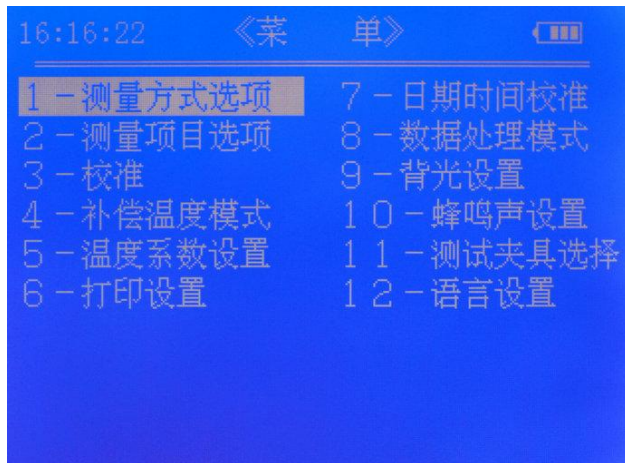 16:16:22 《菜 单》
1－测量方式选项
2－测量项目选项
3－校准
4－补偿温度模式
5－温度系数设置
6－打印设置
7－日期时间校准
8－数据处理模式
9－背光设置
10－蜂鸣声设置
11－测试夹具选择
12－语言设置